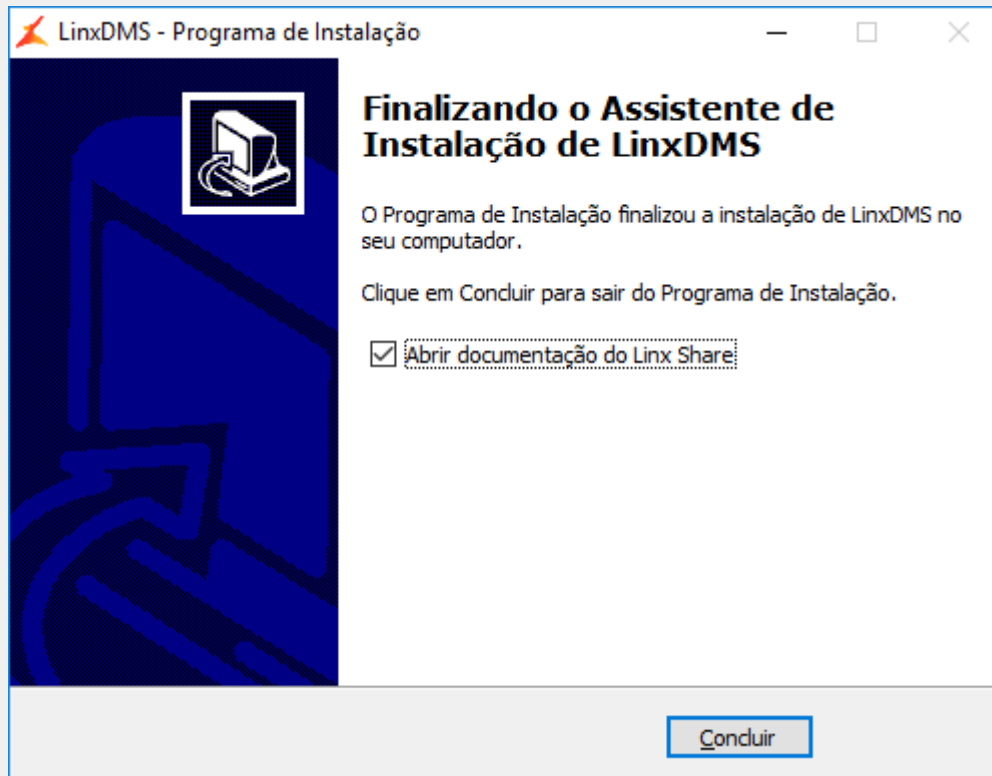 LinxDMS - Programa de Instalação
Finalizando o Assistente de
Instalação de LinxDMS
O Programa de Instalação finalizou a instalação de LinxDMS no
seu computador.
Clique em Concluir para sair do Programa de Instalação.
Abrir documentação do Linx Share
Concluir